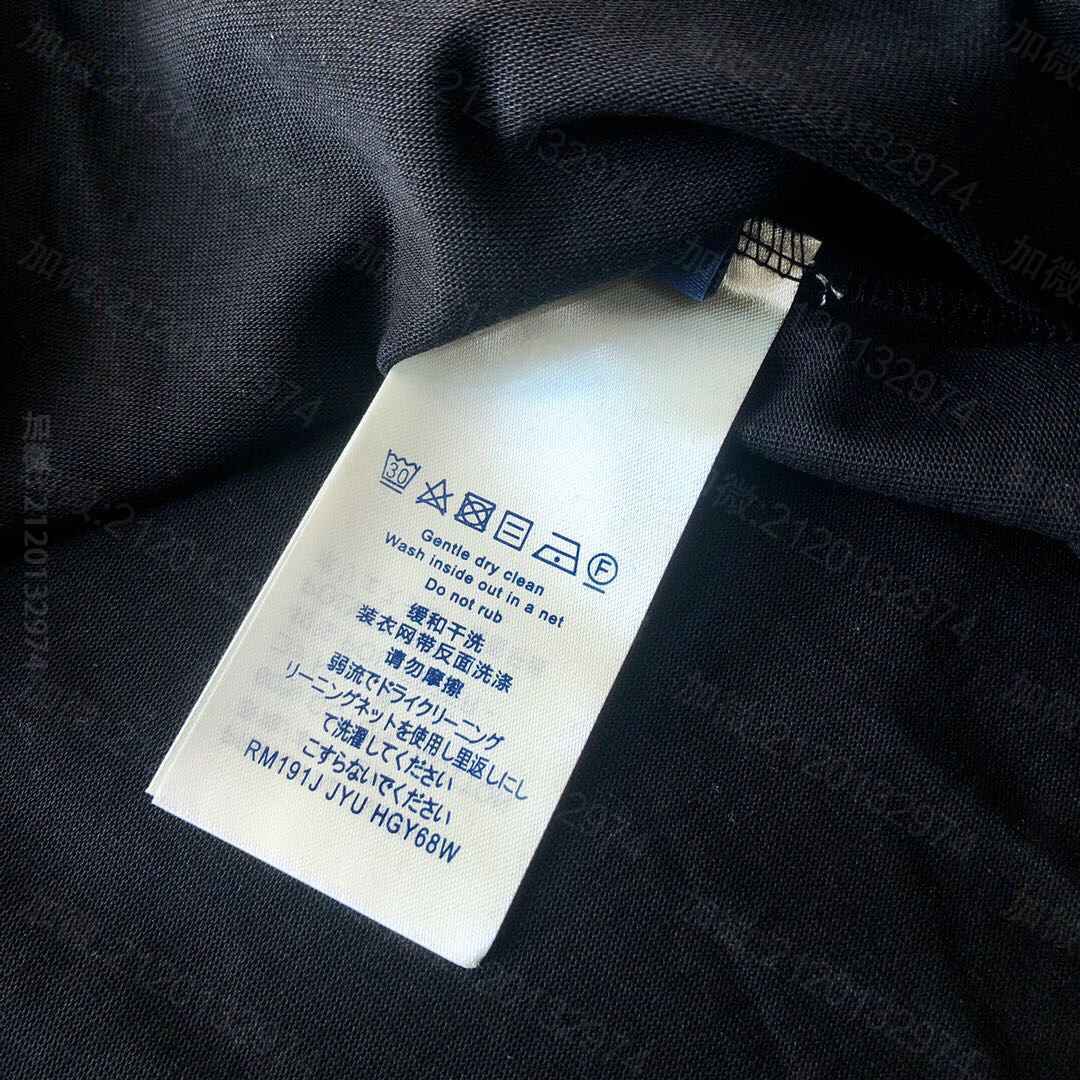 30
F
Gentle dry clean
Wash inside out in a net
Do not rub
缓和干洗
装衣网带反面洗涤
请勿摩擦
弱流でドライクリーニング
リーニングネットを使用し里返しにし
て洗濯してください
こすらないでください
RM191J JYU HGY68W
加微:2120132974